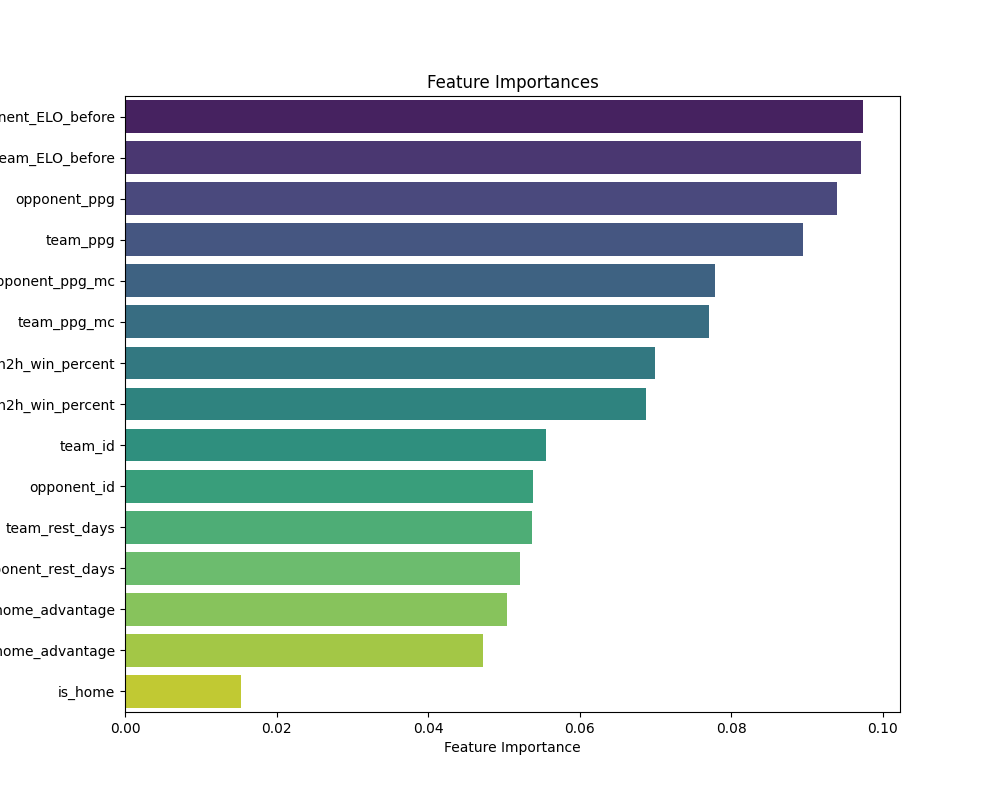 Feature Importances
nent_ELO_before
eam_ELO_before
opponent_ppg
team_ppg
pponent_ppg_mc
team_ppg_mc
h2h_win_percent
h2h_win_percent
team_id
opponent_id
team_rest_days
ponent_rest_days
home_advantage
home_advantage
is_home
0.00 0.02 0.04 0.06 0.08 0.10
Feature Importance